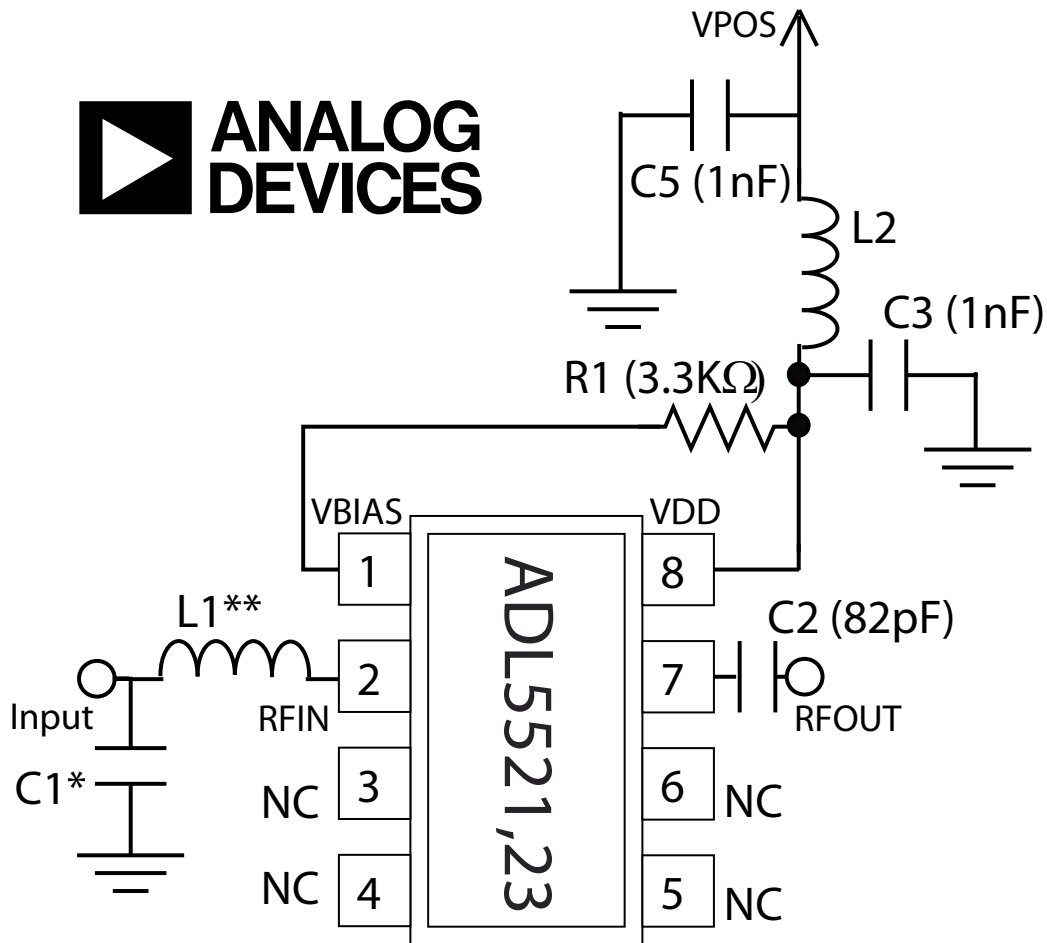 VPOS
ANALOG
DEVICES
C5 (1nF)
L2
C3 (1nF)
R1 (3.3KΩ)
VBIAS
VDD
1
8
ADL5521,23
L1**
C2 (82pF)
2
7
Input
RFIN
RFOUT
C1*
3
6
NC
NC
4
5
NC
NC